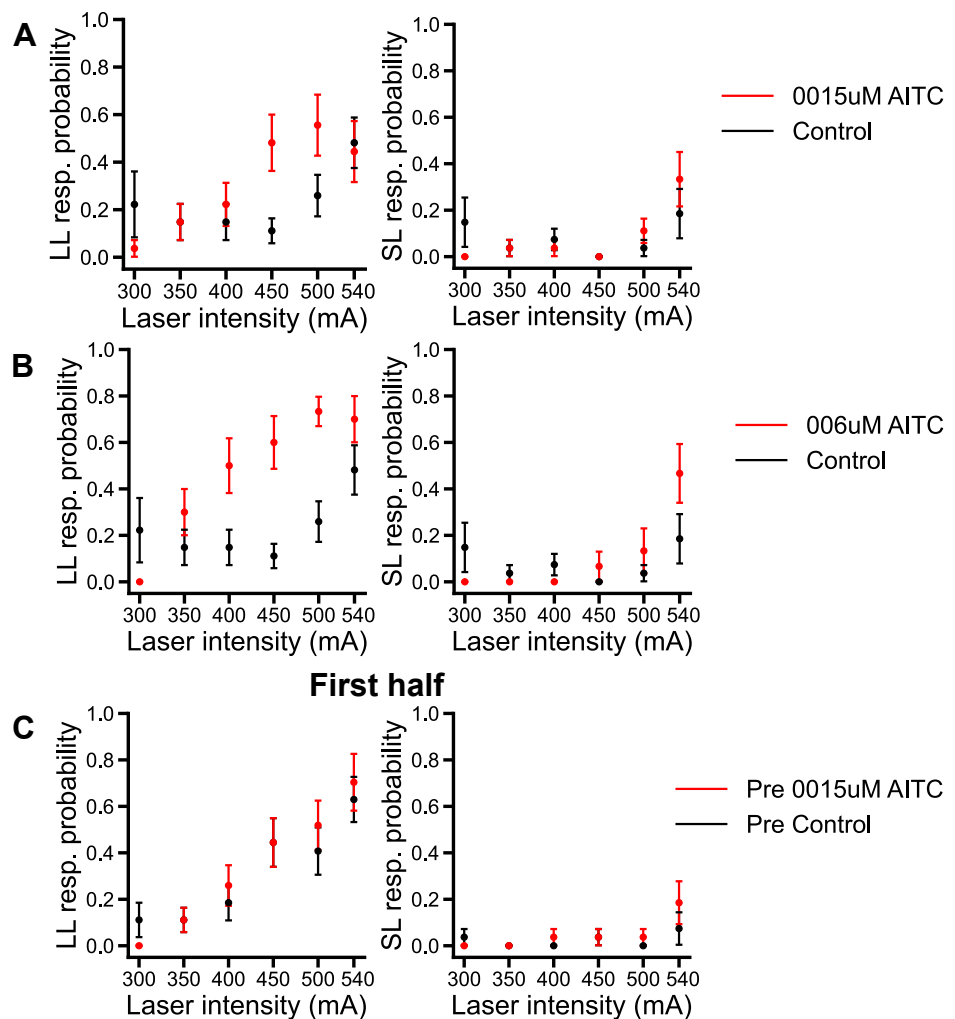 A
LL resp. probability
1.0
0.8
0.6
0.4
0.2
0.0
300 350 400 450 500 540
Laser intensity (mA)
SL resp. probability
1.0
0.8
0.6
0.4
0.2
0.0
300 350 400 450 500 540
Laser intensity (mA)
0015uM AITC
Control
B
LL resp. probability
1.0
0.8
0.6
0.4
0.2
0.0
300 350 400 450 500 540
Laser intensity (mA)
SL resp. probability
1.0
0.8
0.6
0.4
0.2
0.0
300 350 400 450 500 540
Laser intensity (mA)
006uM AITC
Control
First half
C
LL resp. probability
1.0
0.8
0.6
0.4
0.2
0.0
300 350 400 450 500 540
Laser intensity (mA)
SL resp. probability
1.0
0.8
0.6
0.4
0.2
0.0
300 350 400 450 500 540
Laser intensity (mA)
Pre 0015uM AITC
Pre Control